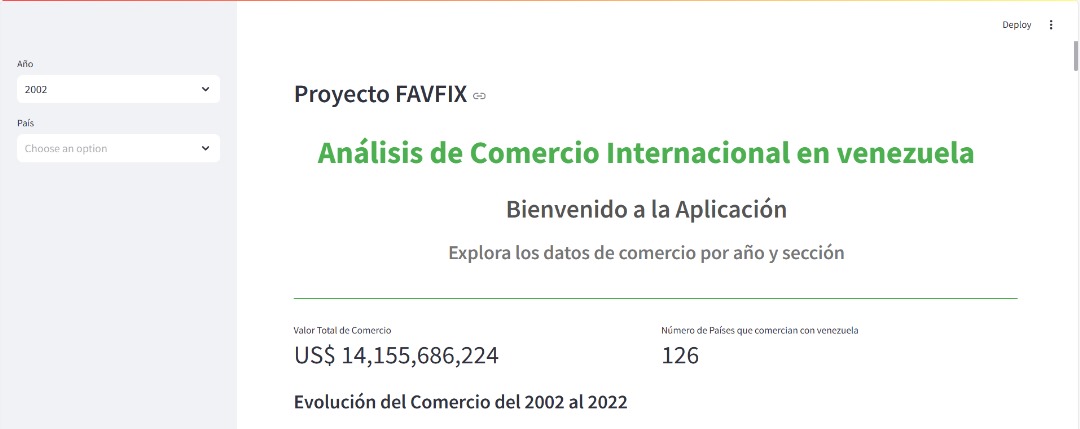 Deploy
Año
2002
País
Choose an option
Proyecto FAVFIX
Análisis de Comercio Internacional en venezuela
Bienvenido a la Aplicación
Explora los datos de comercio por año y sección
Valor Total de Comercio
US$ 14,155,686,224
Número de Países que comercian con venezuela
126
Evolución del Comercio del 2002 al 2022